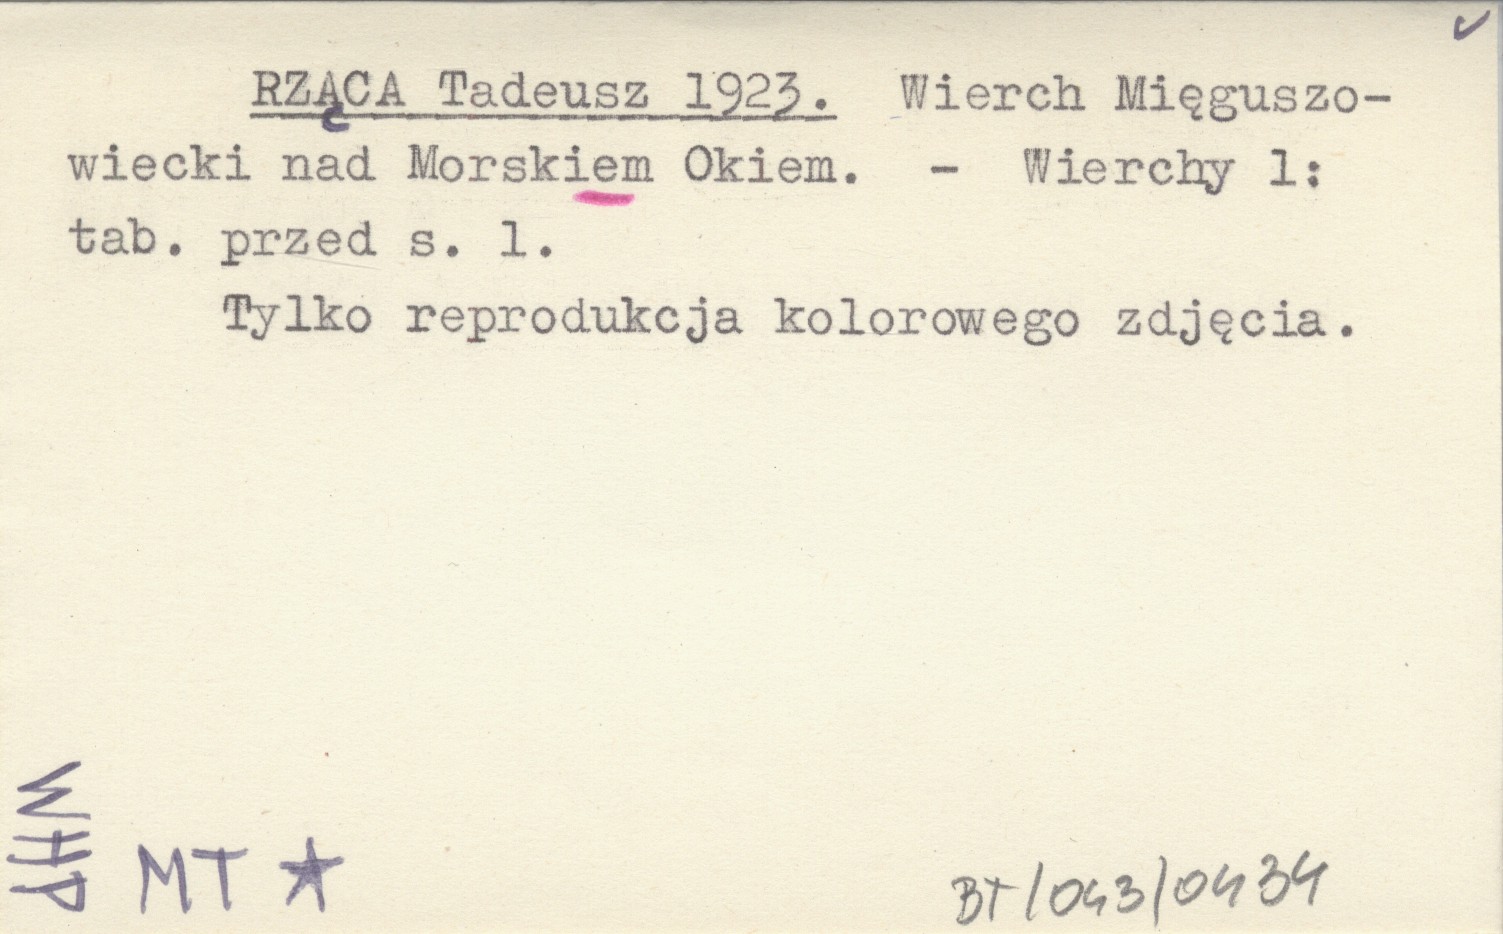 RZĄCA Tadeusz 1923. Wierch Mięguszo-
wiecki nad Morskiem Okiem. - Wierchy 1:
tab. przed s. 1.
Tylko reprodukcja kolorowego zdjęcia.
WHP
MT ★
BT/043/0434